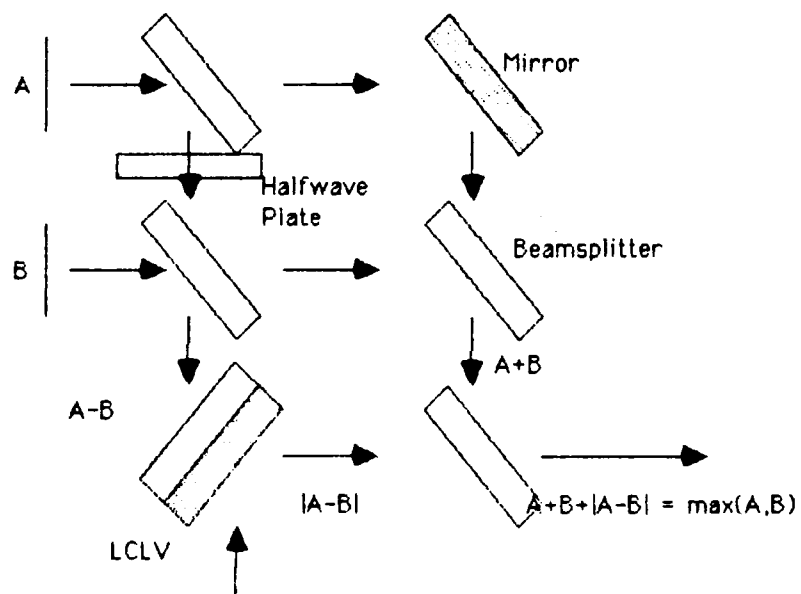 A
Mirror
Halfwave
Plate
B
Beamsplitter
A+B
A-B
|A-B|
A+B+|A-B| = max(A,B)
LCLV